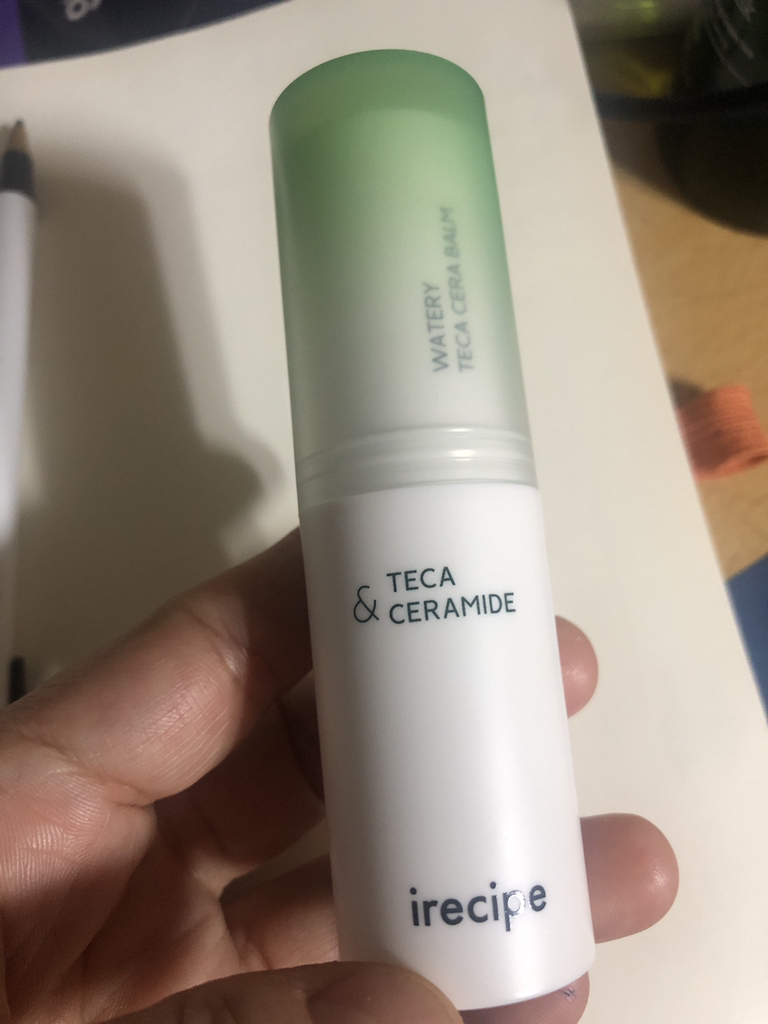 WATERY
TECA CERA BALM
& TECA
CERAMIDE
irecipe